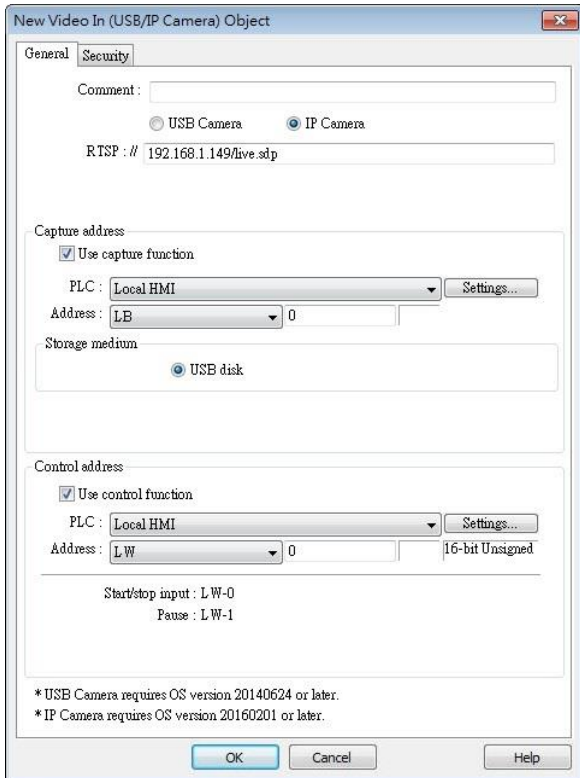 New Video In (USB/IP Camera) Object
General Security
Comment :
USB Camera IP Camera
RTSP : // 192.168.1.149/live.sdp
Capture address
Use capture function
PLC : Local HMI Settings...
Address : LB 0
Storage medium
USB disk
Control address
Use control function
PLC : Local HMI Settings...
Address : LW 0 16-bit Unsigned
Start/stop input : LW-0
Pause : LW-1
* USB Camera requires OS version 20140624 or later.
* IP Camera requires OS version 20160201 or later.
OK Cancel Help